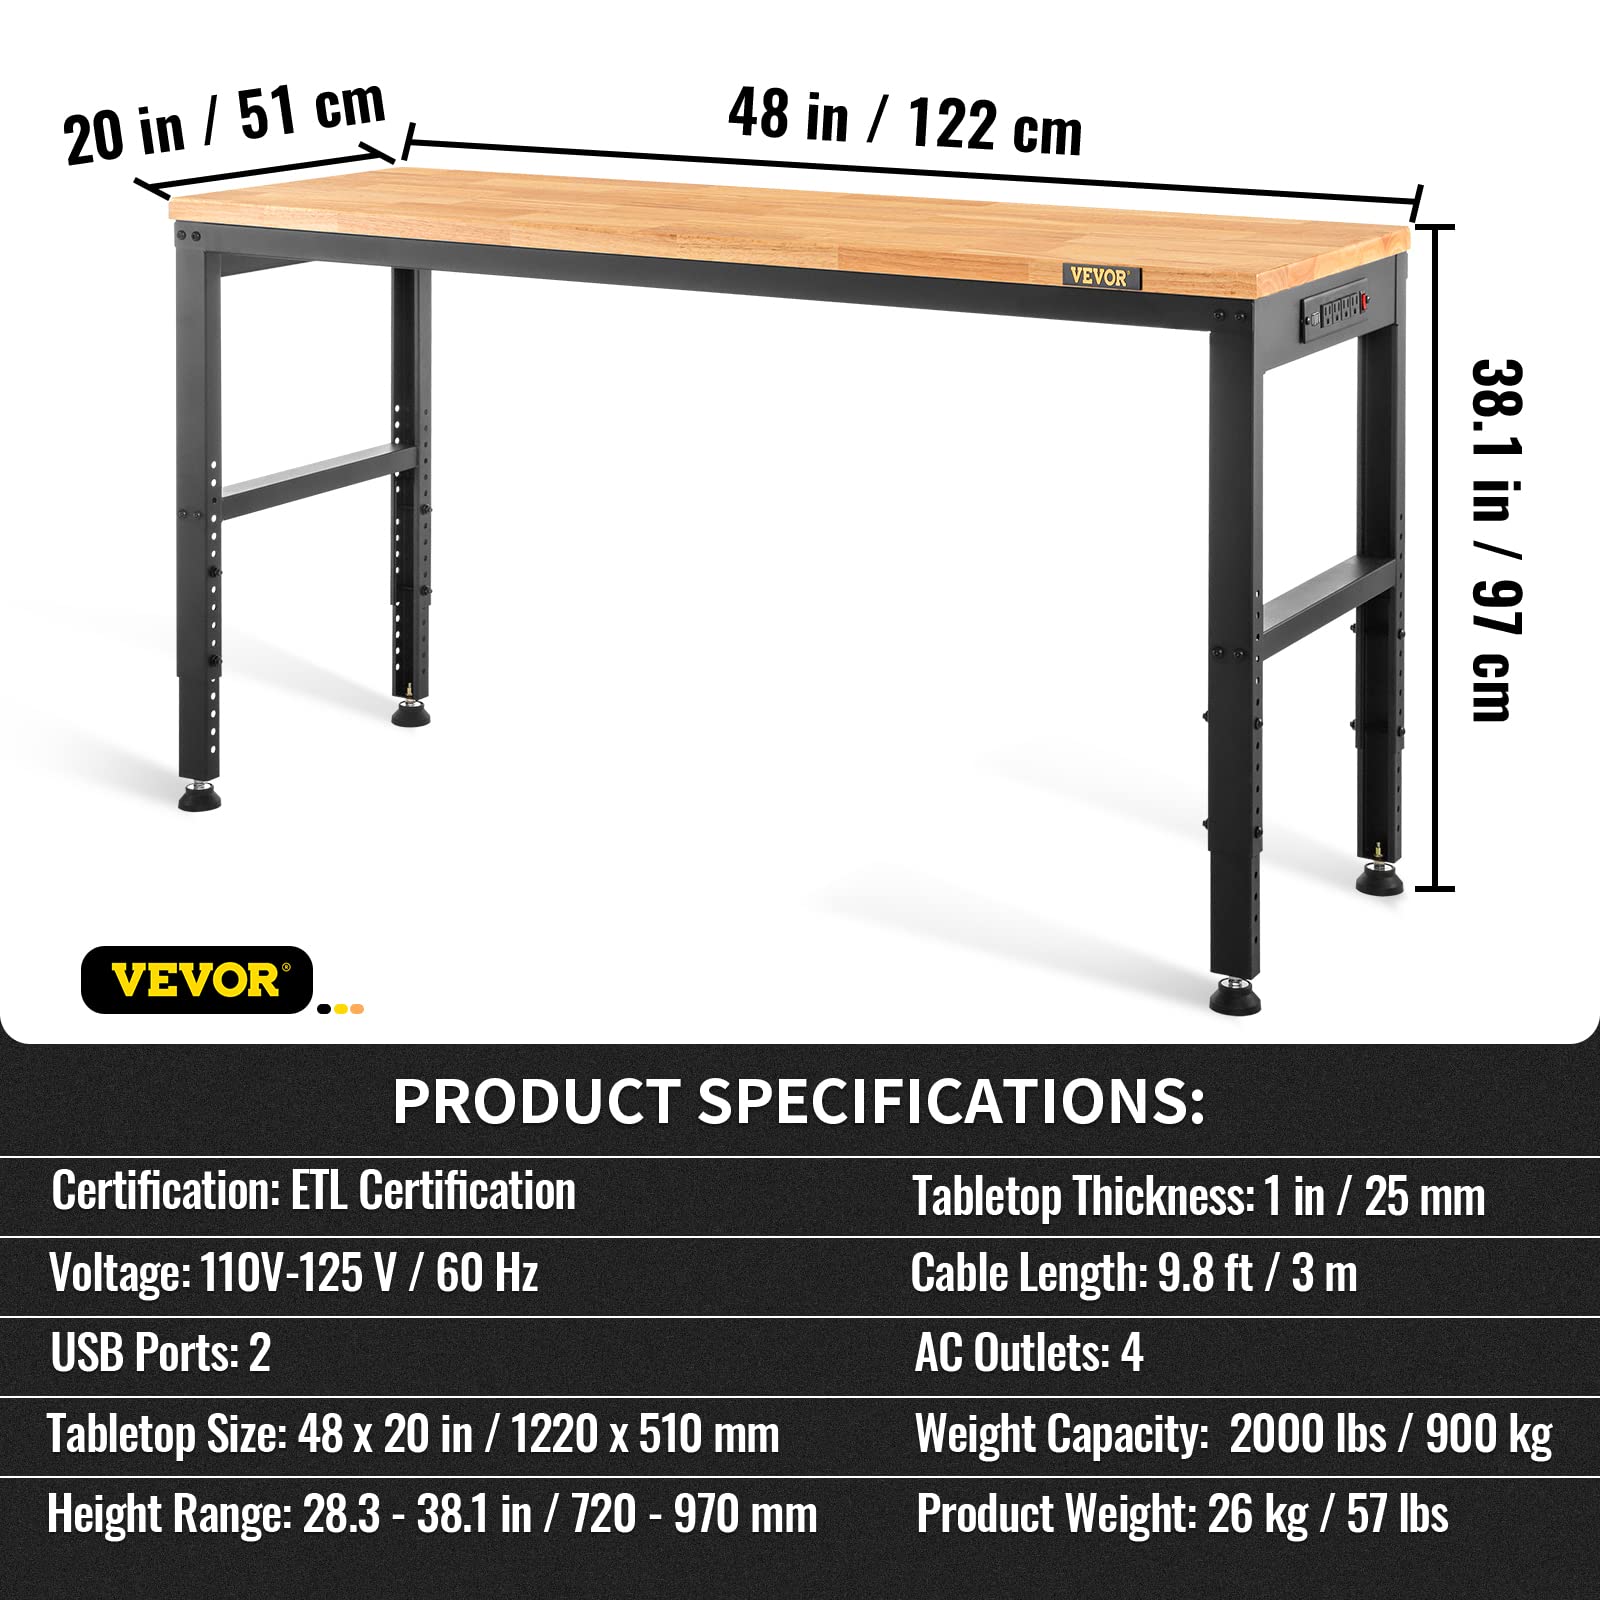 20 in / 51 cm
48 in / 122 cm
VEVOR®
38.1 in / 97 cm
VEVOR®
PRODUCT SPECIFICATIONS:
Certification: ETL Certification
Tabletop Thickness: 1 in / 25 mm
Voltage: 110V-125 V / 60 Hz
Cable Length: 9.8 ft / 3 m
USB Ports: 2
AC Outlets: 4
Tabletop Size: 48 x 20 in / 1220 x 510 mm
Weight Capacity: 2000 lbs / 900 kg
Height Range: 28.3 - 38.1 in / 720 - 970 mm
Product Weight: 26 kg / 57 lbs